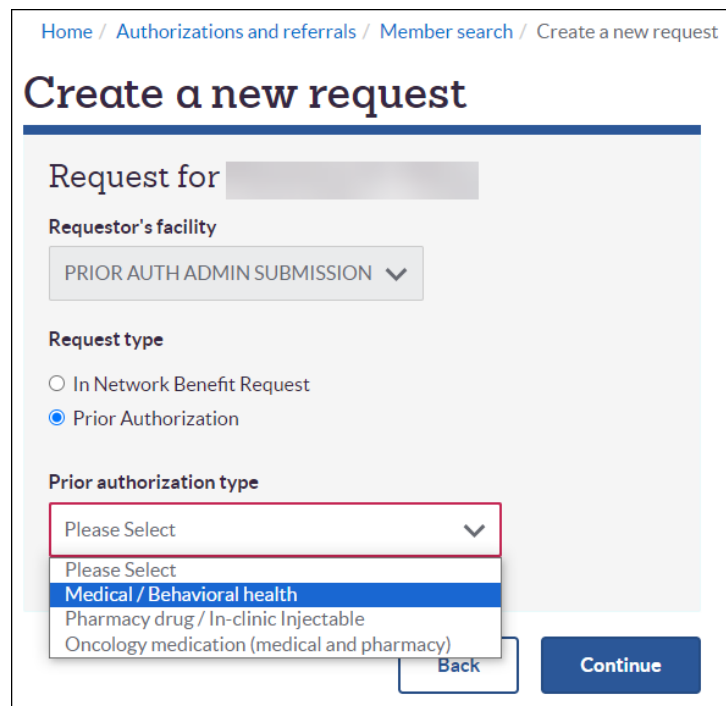 Home / Authorizations and referrals / Member search / Create a new request
Create a new request
Request for
Requestor's facility
PRIOR AUTH ADMIN SUBMISSION
Request type
In Network Benefit Request
Prior Authorization
Prior authorization type
Please Select
Please Select
Medical / Behavioral health
Pharmacy drug / In-clinic Injectable
Oncology medication (medical and pharmacy)
Back Continue